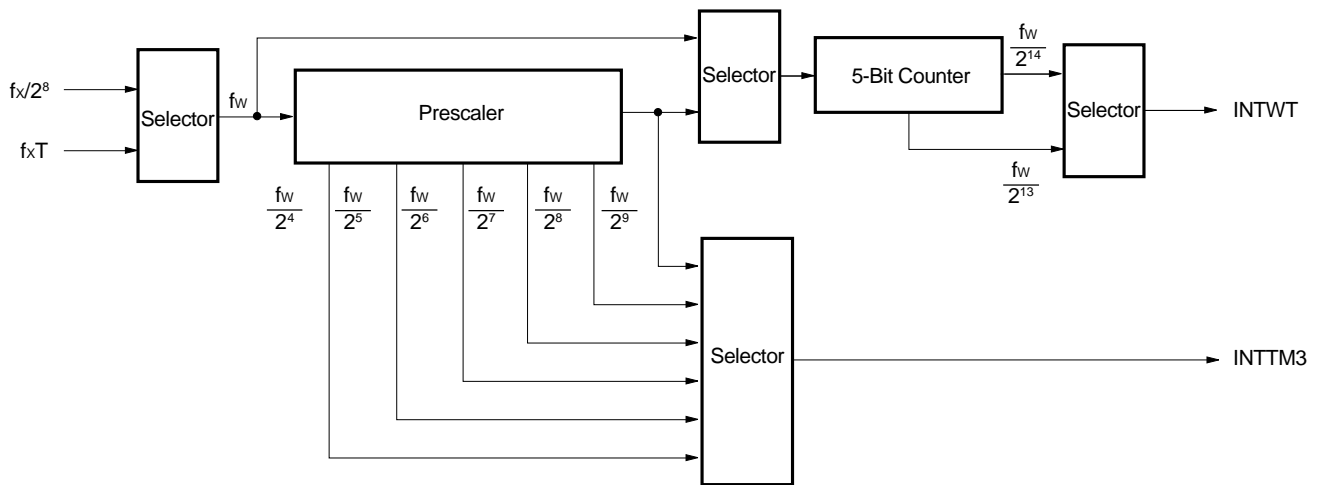 fX/2⁸
fXT
Selector
fW
Prescaler
fW/2⁴
fW/2⁵
fW/2⁶
fW/2⁷
fW/2⁸
fW/2⁹
Selector
5-Bit Counter
fW/2¹⁴
fW/2¹³
Selector
INTWT
Selector
INTTM3